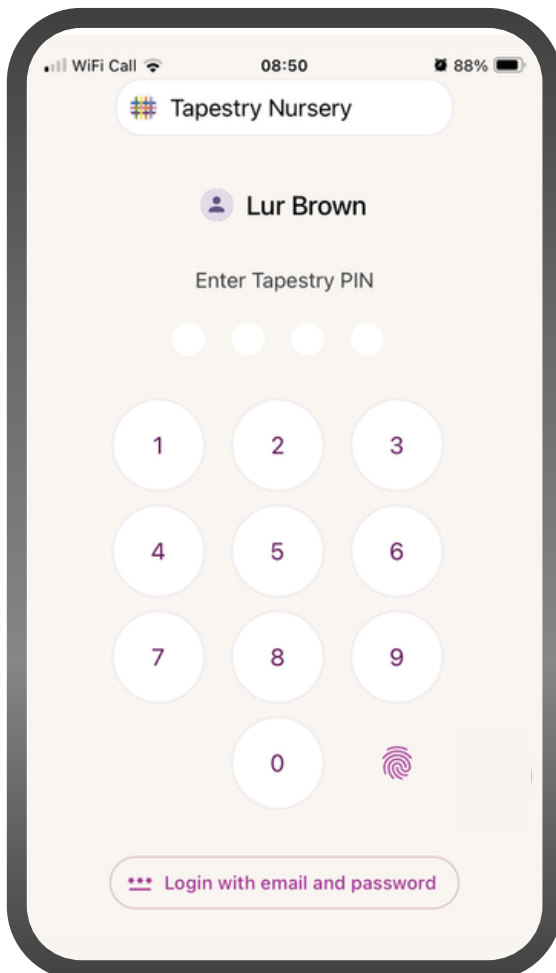 WiFi Call 08:50 88%
Tapestry Nursery
Lur Brown
Enter Tapestry PIN
1 2 3
4 5 6
7 8 9
0
Login with email and password